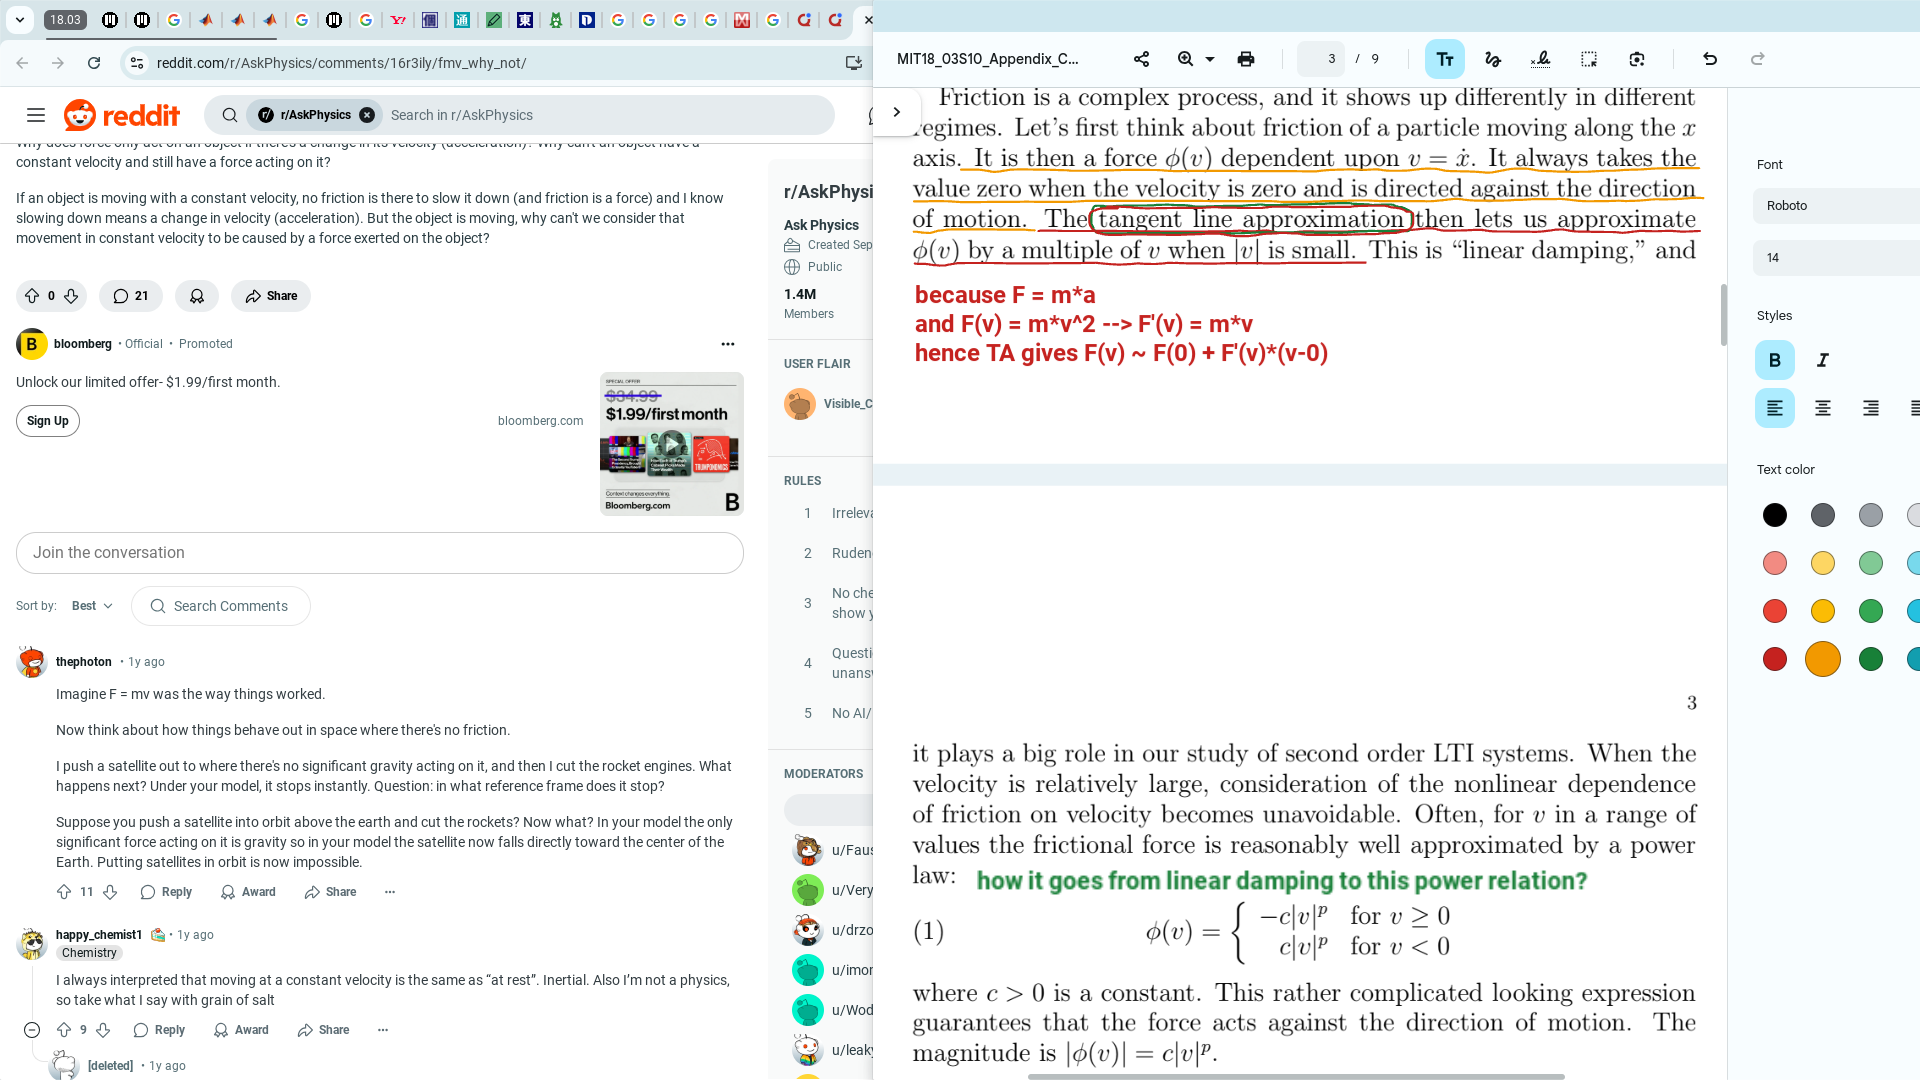 18.03
reddit.com/r/AskPhysics/comments/16r3ily/fmv_why_not/
reddit
r/AskPhysics
Search in r/AskPhysics
constant velocity and still have a force acting on it?
If an object is moving with a constant velocity, no friction is there to slow it down (and friction is a force) and I know
slowing down means a change in velocity (acceleration). But the object is moving, why can't we consider that
movement in constant velocity to be caused by a force exerted on the object?
0
21
Share
bloomberg • Official • Promoted
Unlock our limited offer- $1.99/first month.
Sign Up
bloomberg.com
SPECIAL OFFER
$34.99
$1.99/first month
Context changes everything.
Bloomberg.com
B
Join the conversation
Sort by: Best
Search Comments
thephoton • 1y ago
Imagine F = mv was the way things worked.
Now think about how things behave out in space where there's no friction.
I push a satellite out to where there's no significant gravity acting on it, and then I cut the rocket engines. What
happens next? Under your model, it stops instantly. Question: in what reference frame does it stop?
Suppose you push a satellite into orbit above the earth and cut the rockets? Now what? In your model the only
significant force acting on it is gravity so in your model the satellite now falls directly toward the center of the
Earth. Putting satellites in orbit is now impossible.
11 Reply Award Share
happy_chemist1 • 1y ago
Chemistry
I always interpreted that moving at a constant velocity is the same as “at rest”. Inertial. Also I’m not a physics,
so take what I say with grain of salt
9 Reply Award Share
[deleted] • 1y ago
r/AskPhysi
Ask Physics
Created Sep
Public
1.4M
Members
USER FLAIR
Visible_C
RULES
1 Irreleva
2 Ruden
3 No che
show y
4 Questi
unansw
5 No AI/
MODERATORS
u/Faus
u/Very
u/drzo
u/imor
u/Wod
u/leaky
MIT18_03S10_Appendix_C...
3 / 9
Friction is a complex process, and it shows up differently in different
regimes. Let’s first think about friction of a particle moving along the x
axis. It is then a force ϕ(v) dependent upon v = ẋ. It always takes the
value zero when the velocity is zero and is directed against the direction
of motion. The tangent line approximation then lets us approximate
ϕ(v) by a multiple of v when |v| is small. This is “linear damping,” and
because F = m*a
and F(v) = m*v^2 --> F'(v) = m*v
hence TA gives F(v) ~ F(0) + F'(v)*(v-0)
3
it plays a big role in our study of second order LTI systems. When the
velocity is relatively large, consideration of the nonlinear dependence
of friction on velocity becomes unavoidable. Often, for v in a range of
values the frictional force is reasonably well approximated by a power
law: how it goes from linear damping to this power relation?
(1) ϕ(v) = { −c|v|^p for v ≥ 0
c|v|^p for v < 0
where c > 0 is a constant. This rather complicated looking expression
guarantees that the force acts against the direction of motion. The
magnitude is |ϕ(v)| = c|v|^p.
Font
Roboto
14
Styles
B I
Text color